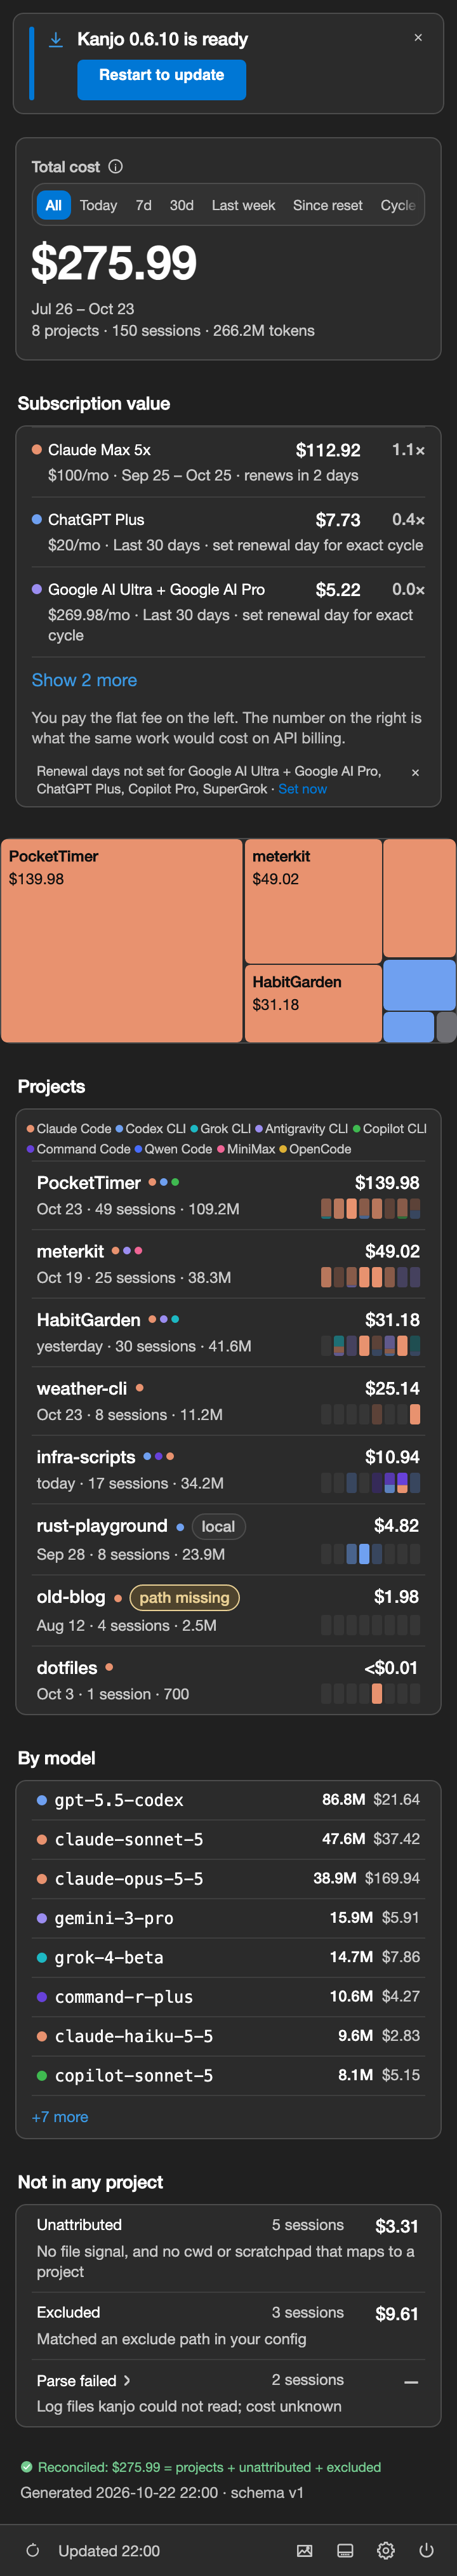 Kanjo 0.6.10 is ready
×
Restart to update
Total cost
All Today 7d 30d Last week Since reset Cycle
$275.99
Jul 26 – Oct 23
8 projects · 150 sessions · 266.2M tokens
Subscription value
Claude Max 5x $112.92 1.1×
$100/mo · Sep 25 – Oct 25 · renews in 2 days
ChatGPT Plus $7.73 0.4×
$20/mo · Last 30 days · set renewal day for exact cycle
Google AI Ultra + Google AI Pro $5.22 0.0×
$269.98/mo · Last 30 days · set renewal day for exact
cycle
Show 2 more
You pay the flat fee on the left. The number on the right is
what the same work would cost on API billing.
Renewal days not set for Google AI Ultra + Google AI Pro, ×
ChatGPT Plus, Copilot Pro, SuperGrok · Set now
PocketTimer
$139.98
meterkit
$49.02
HabitGarden
$31.18
Projects
Claude Code Codex CLI Grok CLI Antigravity CLI Copilot CLI
Command Code Qwen Code MiniMax OpenCode
PocketTimer $139.98
Oct 23 · 49 sessions · 109.2M
meterkit $49.02
Oct 19 · 25 sessions · 38.3M
HabitGarden $31.18
yesterday · 30 sessions · 41.6M
weather-cli $25.14
Oct 23 · 8 sessions · 11.2M
infra-scripts $10.94
today · 17 sessions · 34.2M
rust-playground local $4.82
Sep 28 · 8 sessions · 23.9M
old-blog path missing $1.98
Aug 12 · 4 sessions · 2.5M
dotfiles <$0.01
Oct 3 · 1 session · 700
By model
gpt-5.5-codex 86.8M $21.64
claude-sonnet-5 47.6M $37.42
claude-opus-5-5 38.9M $169.94
gemini-3-pro 15.9M $5.91
grok-4-beta 14.7M $7.86
command-r-plus 10.6M $4.27
claude-haiku-5-5 9.6M $2.83
copilot-sonnet-5 8.1M $5.15
+7 more
Not in any project
Unattributed 5 sessions $3.31
No file signal, and no cwd or scratchpad that maps to a
project
Excluded 3 sessions $9.61
Matched an exclude path in your config
Parse failed 2 sessions —
Log files kanjo could not read; cost unknown
Reconciled: $275.99 = projects + unattributed + excluded
Generated 2026-10-22 22:00 · schema v1
Updated 22:00